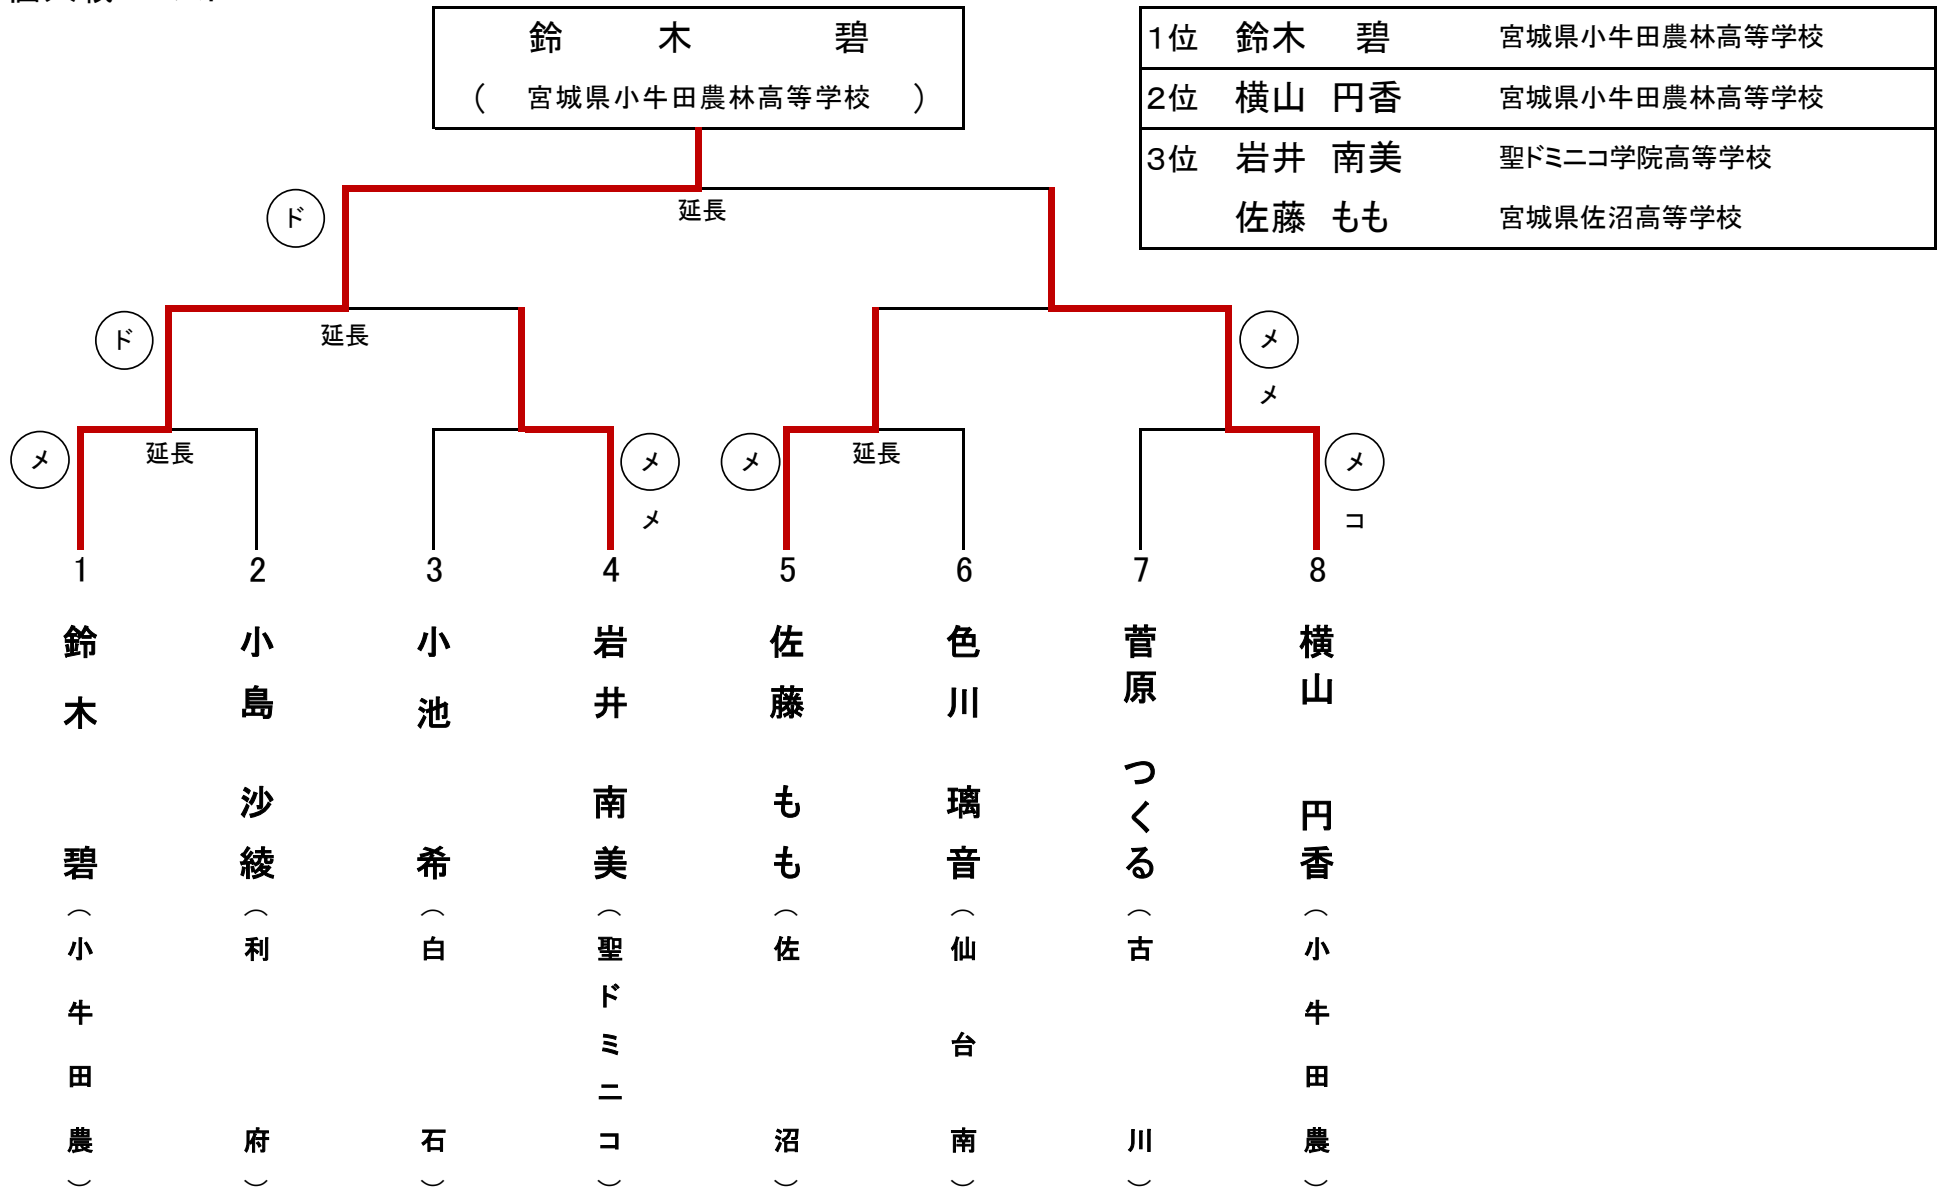 鈴 木 碧
( 宮城県小牛田農林高等学校 )
1位 鈴木 碧 宮城県小牛田農林高等学校
2位 横山 円香 宮城県小牛田農林高等学校
3位 岩井 南美 聖ドミニコ学院高等学校
佐藤 もも 宮城県佐沼高等学校
ド
延長
ド
延長
メ
メ
メ
延長
メ
メ
メ
延長
メ
コ
1
2
3
4
5
6
7
8
鈴木 碧(小牛田農)
小島 沙綾(利府)
小池 希(白石)
岩井 南美(聖ドミニコ)
佐藤 もも(佐沼)
色川 璃音(仙台南)
菅原 つくる(古川)
横山 円香(小牛田農)